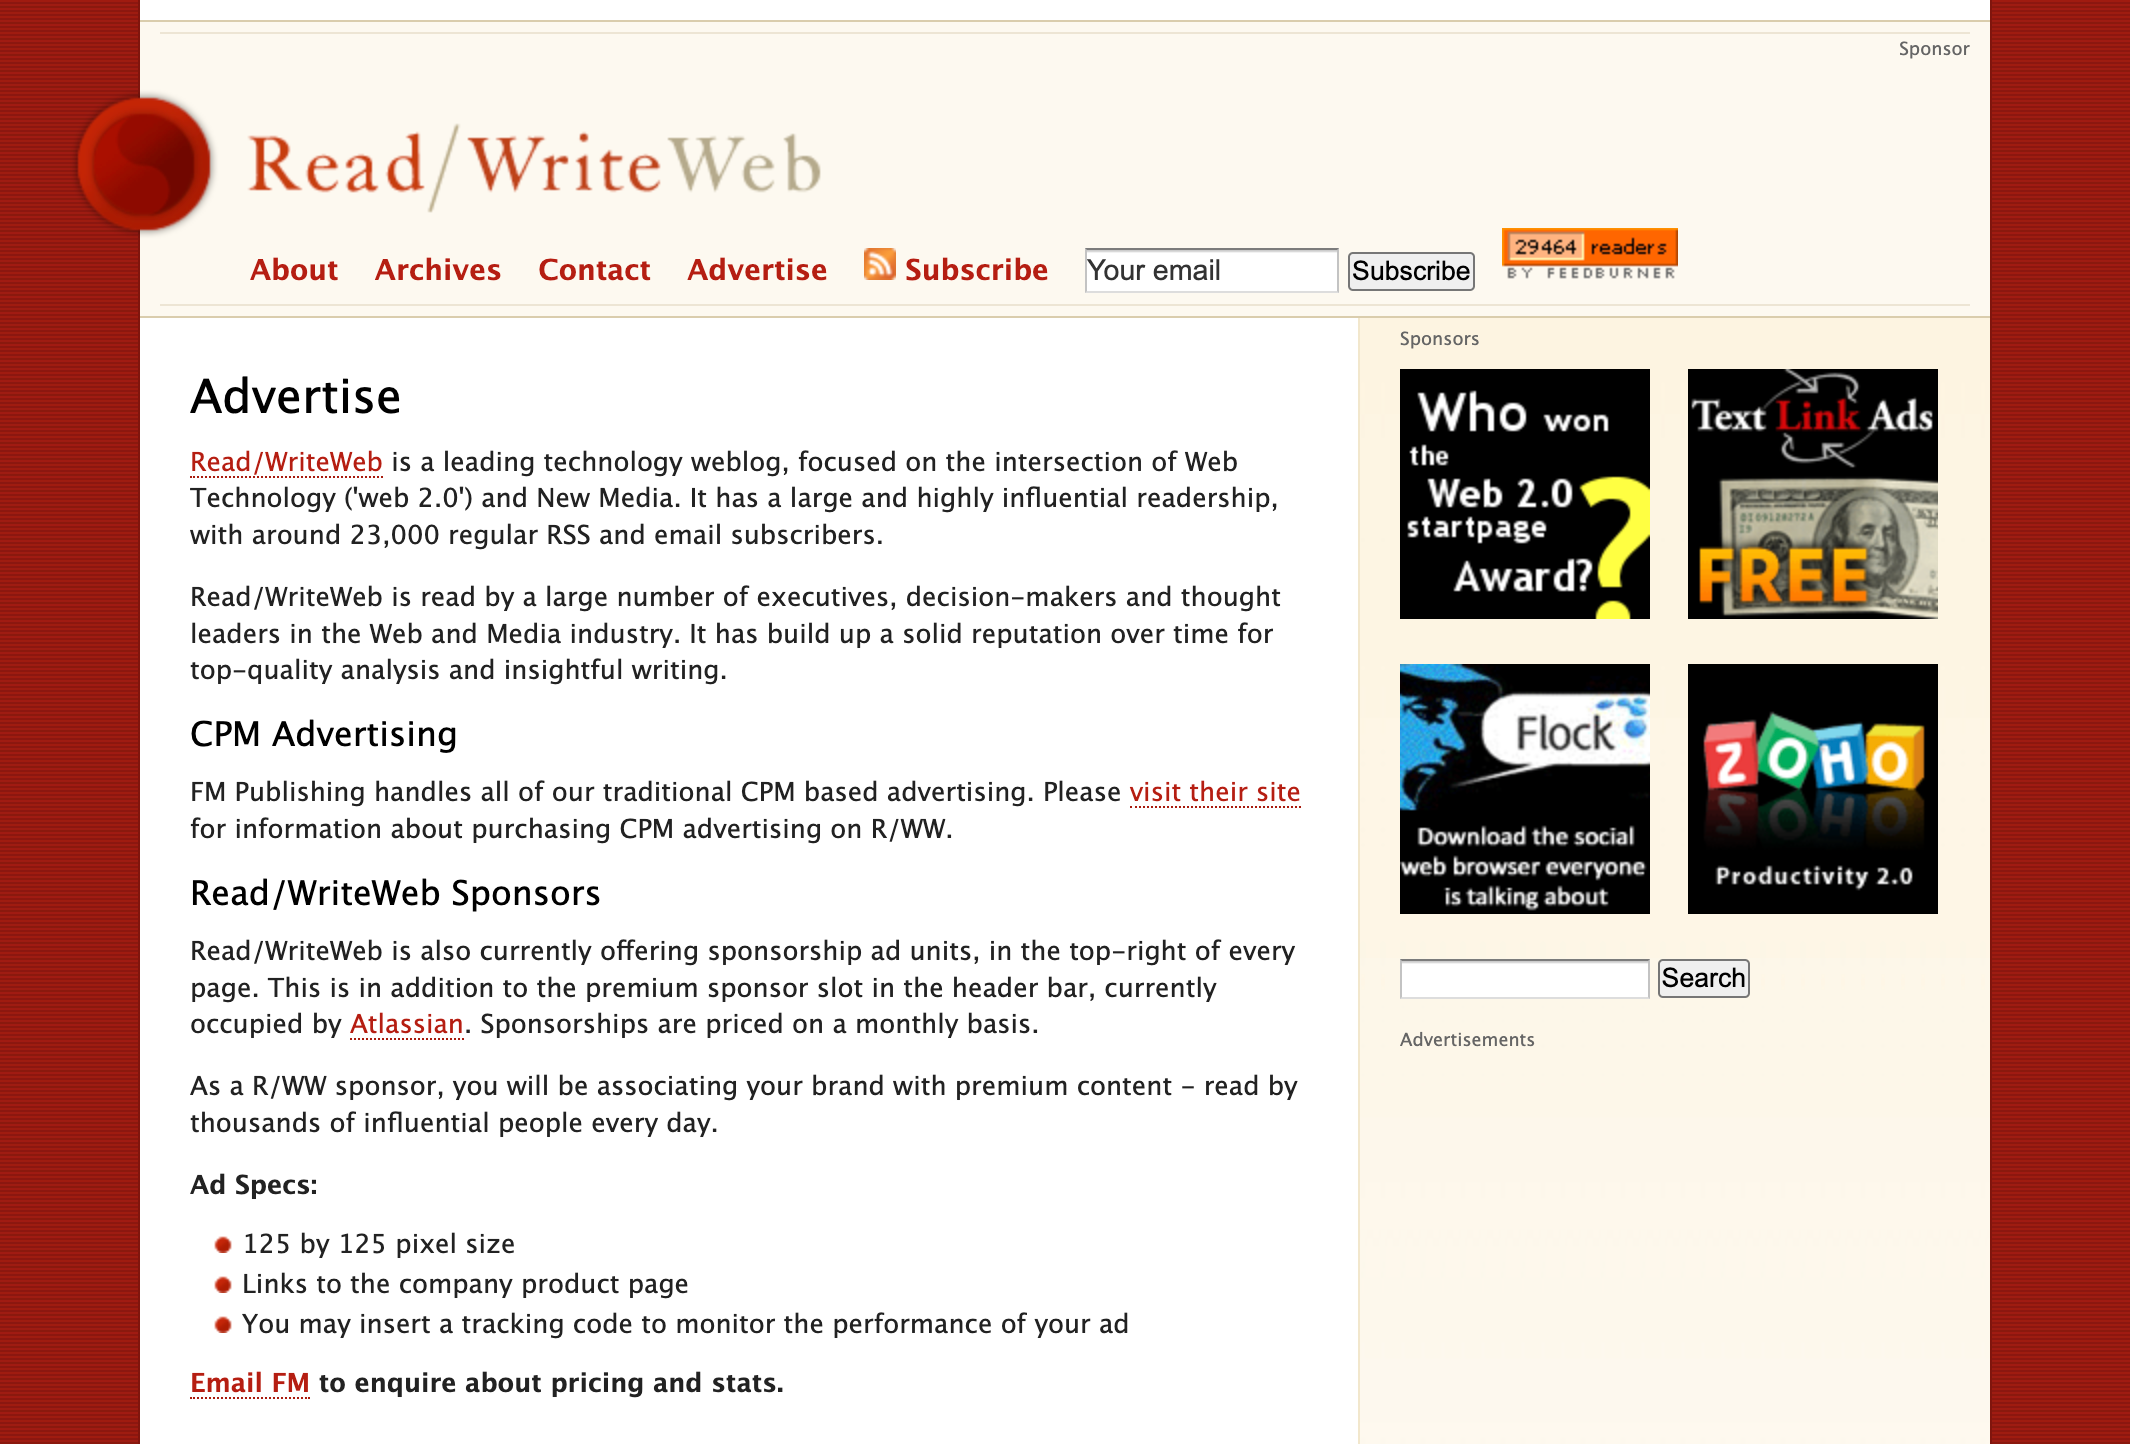 Sponsor
Read/WriteWeb
About Archives Contact Advertise Subscribe Your email Subscribe 29464 readers
BY FEEDBURNER
Advertise
Read/WriteWeb is a leading technology weblog, focused on the intersection of Web
Technology ('web 2.0') and New Media. It has a large and highly influential readership,
with around 23,000 regular RSS and email subscribers.
Read/WriteWeb is read by a large number of executives, decision-makers and thought
leaders in the Web and Media industry. It has build up a solid reputation over time for
top-quality analysis and insightful writing.
CPM Advertising
FM Publishing handles all of our traditional CPM based advertising. Please visit their site
for information about purchasing CPM advertising on R/WW.
Read/WriteWeb Sponsors
Read/WriteWeb is also currently offering sponsorship ad units, in the top-right of every
page. This is in addition to the premium sponsor slot in the header bar, currently
occupied by Atlassian. Sponsorships are priced on a monthly basis.
As a R/WW sponsor, you will be associating your brand with premium content - read by
thousands of influential people every day.
Ad Specs:
125 by 125 pixel size
Links to the company product page
You may insert a tracking code to monitor the performance of your ad
Email FM to enquire about pricing and stats.
Sponsors
Who won
the
Web 2.0
startpage
Award?
Text Link Ads
FREE
Flock
Download the social
web browser everyone
is talking about
ZOHO
Productivity 2.0
Search
Advertisements